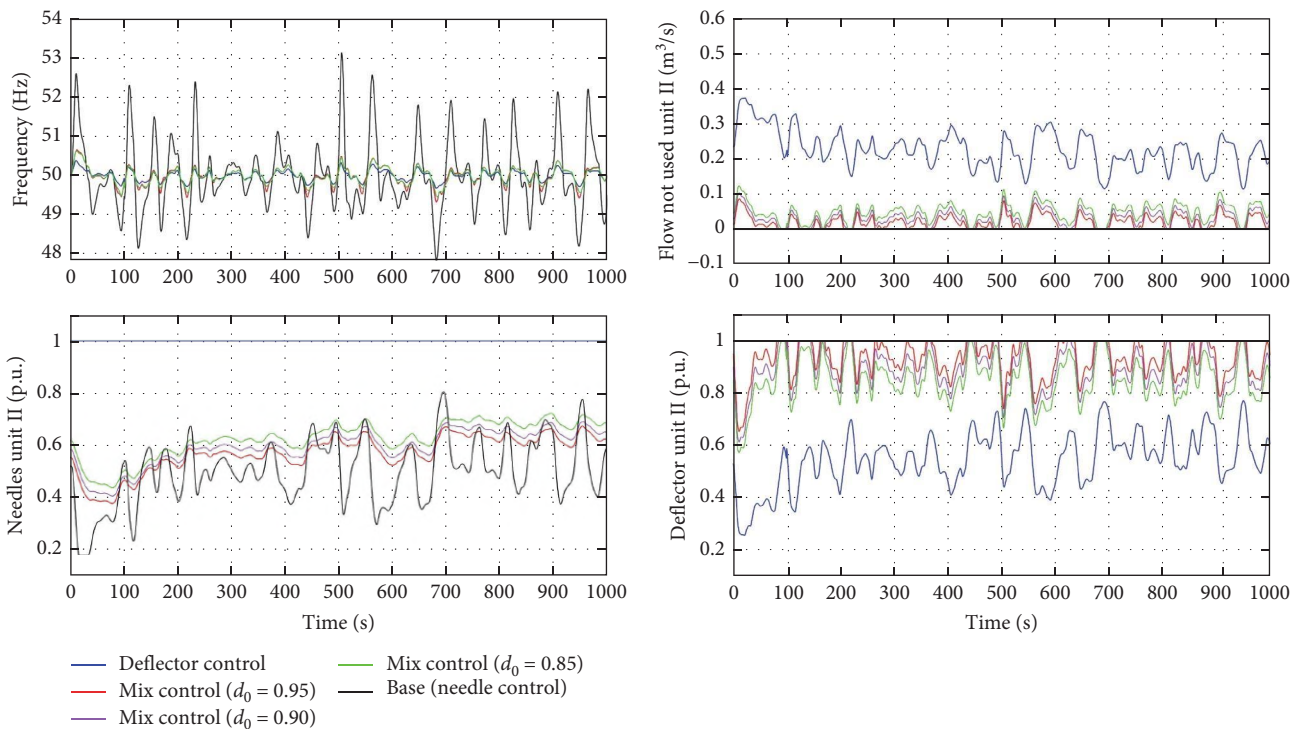 Frequency (Hz)
54
53
52
51
50
49
48
0 100 200 300 400 500 600 700 800 900 1000
Flow not used unit II (m³/s)
0.6
0.5
0.4
0.3
0.2
0.1
0
−0.1
0 100 200 300 400 500 600 700 800 900 1000
Needles unit II (p.u.)
1
0.8
0.6
0.4
0.2
0 100 200 300 400 500 600 700 800 900 1000
Time (s)
Deflector unit II (p.u.)
1
0.8
0.6
0.4
0.2
0 100 200 300 400 500 600 700 800 900 1000
Time (s)
Deflector control
Mix control (d₀ = 0.95)
Mix control (d₀ = 0.90)
Mix control (d₀ = 0.85)
Base (needle control)